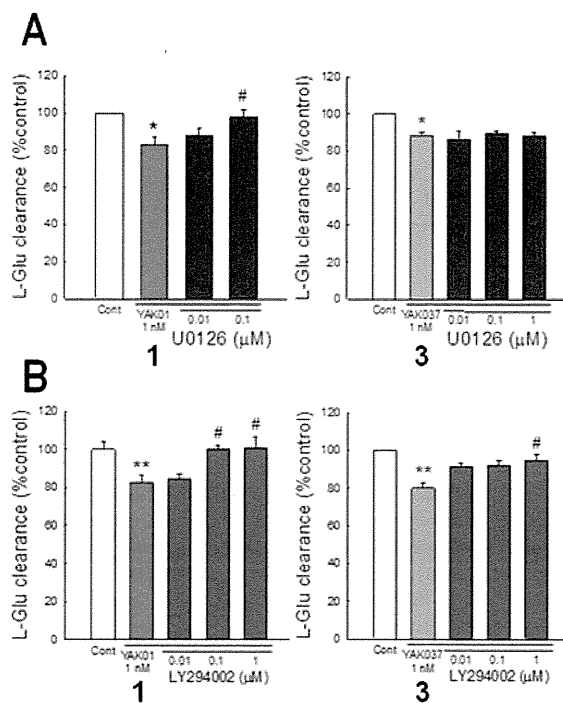 A
L-Glu clearance (%control)
120
100
80
60
40
20
0
*
#
Cont
YAK01
1 nM
0.01
0.1
U0126 (μM)
1
L-Glu clearance (%control)
120
100
80
60
40
20
0
*
Cont
YAK037
1 nM
0.01
0.1
1
U0126 (μM)
3
B
L-Glu clearance (%control)
120
100
80
60
40
20
0
**
#
#
Cont
YAK01
1 nM
0.01
0.1
1
LY294002 (μM)
1
L-Glu clearance (%control)
120
100
80
60
40
20
0
**
#
Cont
YAK037
1 nM
0.01
0.1
1
LY294002 (μM)
3